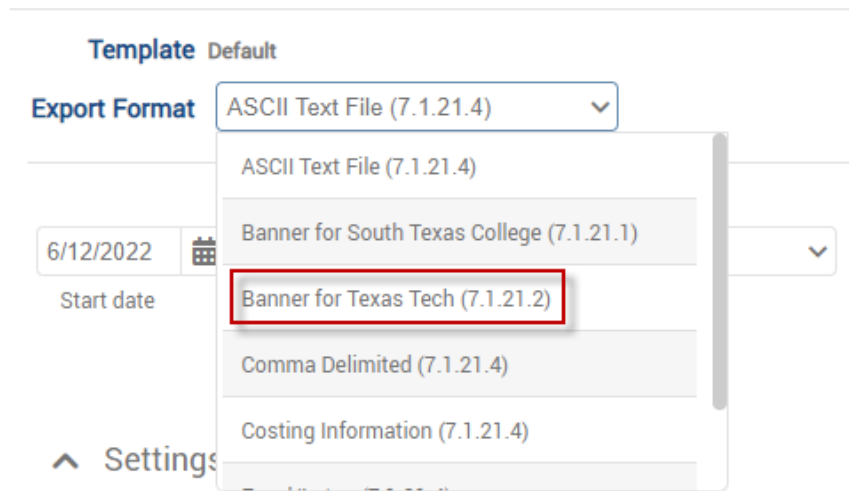 Template Default
Export Format ASCII Text File (7.1.21.4)
ASCII Text File (7.1.21.4)
6/12/2022
Banner for South Texas College (7.1.21.1)
Start date
Banner for Texas Tech (7.1.21.2)
Comma Delimited (7.1.21.4)
Costing Information (7.1.21.4)
Settings